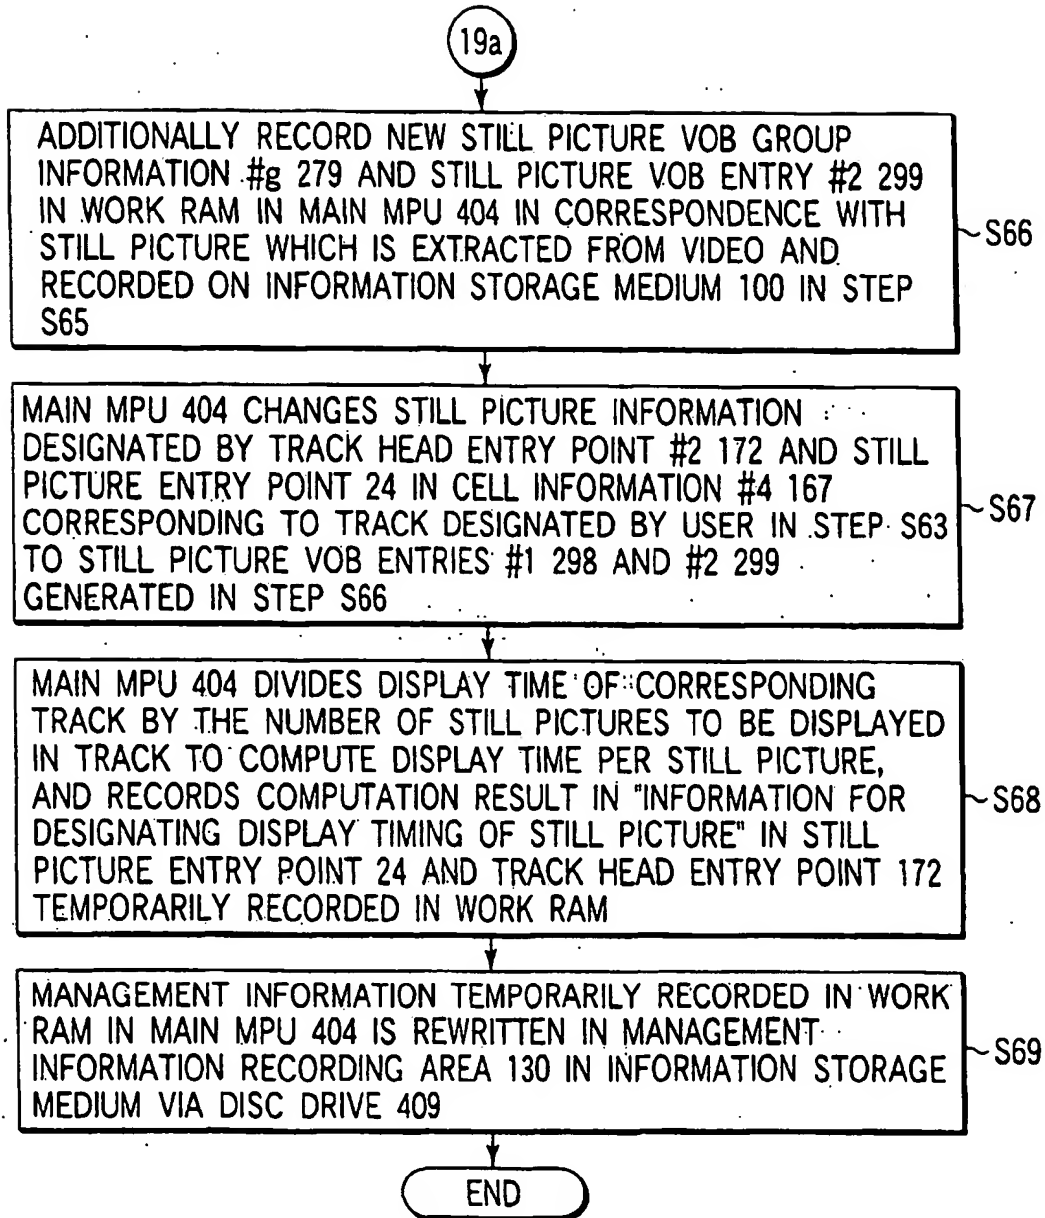 19a
ADDITIONALLY RECORD NEW STILL PICTURE VOB GROUP
INFORMATION #g 279 AND STILL PICTURE VOB ENTRY #2 299
IN WORK RAM IN MAIN MPU 404 IN CORRESPONDENCE WITH
STILL PICTURE WHICH IS EXTRACTED FROM VIDEO AND
RECORDED ON INFORMATION STORAGE MEDIUM 100 IN STEP
S65
S66
MAIN MPU 404 CHANGES STILL PICTURE INFORMATION
DESIGNATED BY TRACK HEAD ENTRY POINT #2 172 AND STILL
PICTURE ENTRY POINT 24 IN CELL INFORMATION #4 167
CORRESPONDING TO TRACK DESIGNATED BY USER IN STEP S63
TO STILL PICTURE VOB ENTRIES #1 298 AND #2 299
GENERATED IN STEP S66
S67
MAIN MPU 404 DIVIDES DISPLAY TIME OF CORRESPONDING
TRACK BY THE NUMBER OF STILL PICTURES TO BE DISPLAYED
IN TRACK TO COMPUTE DISPLAY TIME PER STILL PICTURE,
AND RECORDS COMPUTATION RESULT IN "INFORMATION FOR
DESIGNATING DISPLAY TIMING OF STILL PICTURE" IN STILL
PICTURE ENTRY POINT 24 AND TRACK HEAD ENTRY POINT 172
TEMPORARILY RECORDED IN WORK RAM
S68
MANAGEMENT INFORMATION TEMPORARILY RECORDED IN WORK
RAM IN MAIN MPU 404 IS REWRITTEN IN MANAGEMENT
INFORMATION RECORDING AREA 130 IN INFORMATION STORAGE
MEDIUM VIA DISC DRIVE 409
S69
END